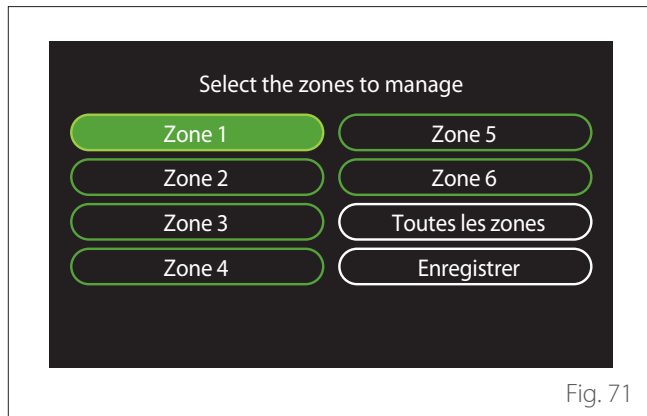 Select the zones to manage
Zone 1
Zone 5
Zone 2
Zone 6
Zone 3
Toutes les zones
Zone 4
Enregistrer
Fig. 71